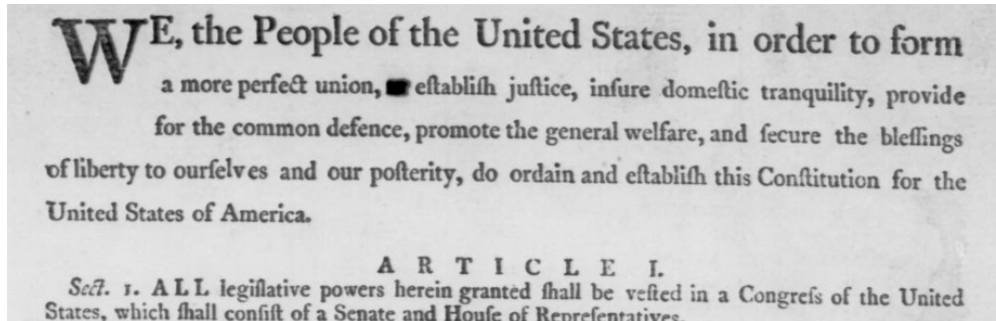 WE, the People of the United States, in order to form
a more perfect union, eſtabliſh juſtice, inſure domeſtic tranquility, provide
for the common defence, promote the general welfare, and ſecure the bleſſings
of liberty to ourſelves and our poſterity, do ordain and eſtabliſh this Conſtitution for the
United States of America.
ARTICLE I.
Sect. 1. ALL legiſlative powers herein granted ſhall be veſted in a Congreſs of the United
States, which ſhall conſiſt of a Senate and Houſe of Repreſentatives.